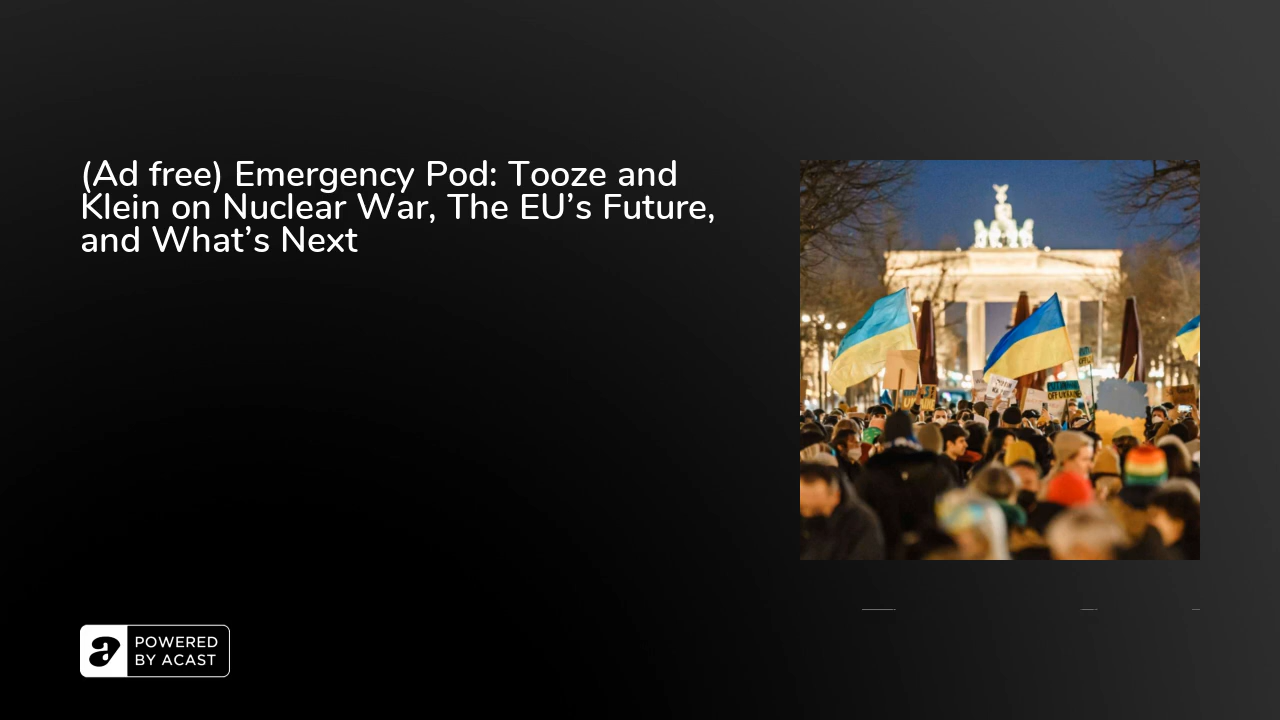 (Ad free) Emergency Pod: Tooze and
Klein on Nuclear War, The EU’s Future,
and What’s Next
POWERED
BY ACAST